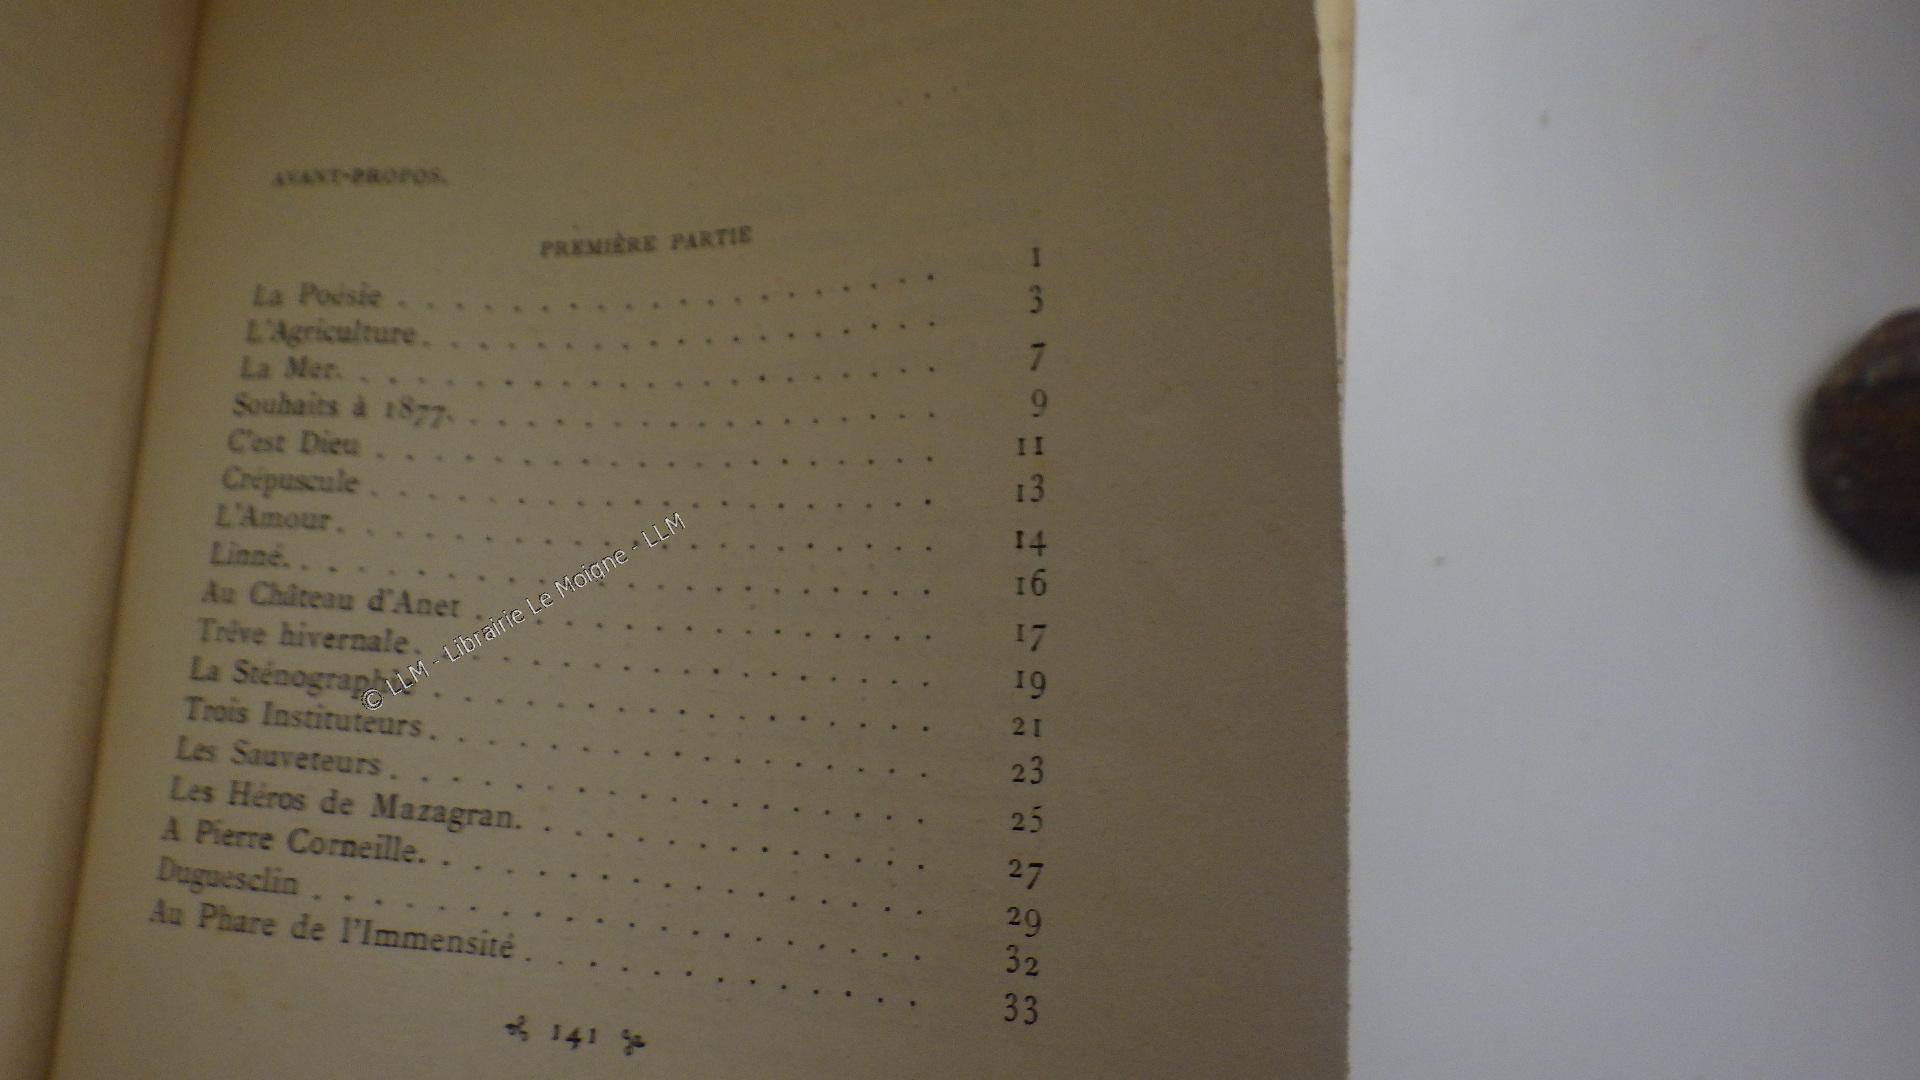 AVANT-PROPOS.
PREMIÈRE PARTIE
La Poésie . . . . . . . . . . . . . . . . . . . 1
L'Agriculture . . . . . . . . . . . . . . . . . . 3
La Mer. . . . . . . . . . . . . . . . . . . . . 7
Souhaits à 1877. . . . . . . . . . . . . . . . . 9
C'est Dieu . . . . . . . . . . . . . . . . . . . 11
Crépuscule . . . . . . . . . . . . . . . . . . . 13
L'Amour. . . . . . . . . . . . . . . . . . . . . 14
Linné. . . . . . . . . . . . . . . . . . . . . . 16
Au Château d'Anet . . . . . . . . . . . . . . . . 17
Trêve hivernale. . . . . . . . . . . . . . . . . 19
La Sténographie . . . . . . . . . . . . . . . . . 21
Trois Instituteurs . . . . . . . . . . . . . . . . 23
Les Sauveteurs . . . . . . . . . . . . . . . . . 25
Les Héros de Mazagran. . . . . . . . . . . . . . 27
A Pierre Corneille. . . . . . . . . . . . . . . . 29
Duguesclin . . . . . . . . . . . . . . . . . . . 32
Au Phare de l'Immensité . . . . . . . . . . . . . 33
141
© LLM - Librairie Le Moigne - LLM